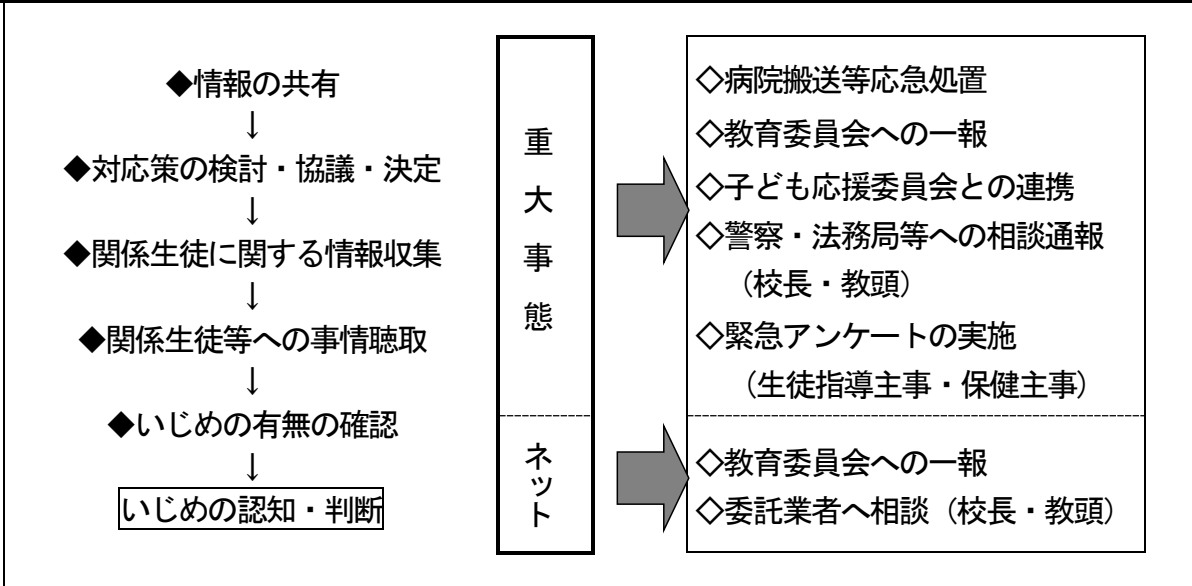 ◆情報の共有
↓
◆対応策の検討・協議・決定
↓
◆関係生徒に関する情報収集
↓
◆関係生徒等への事情聴取
↓
◆いじめの有無の確認
↓
いじめの認知・判断
重大事態
ネット
◇病院搬送等応急処置
◇教育委員会への一報
◇子ども応援委員会との連携
◇警察・法務局等への相談通報
（校長・教頭）
◇緊急アンケートの実施
（生徒指導主事・保健主事）
◇教育委員会への一報
◇委託業者へ相談（校長・教頭）